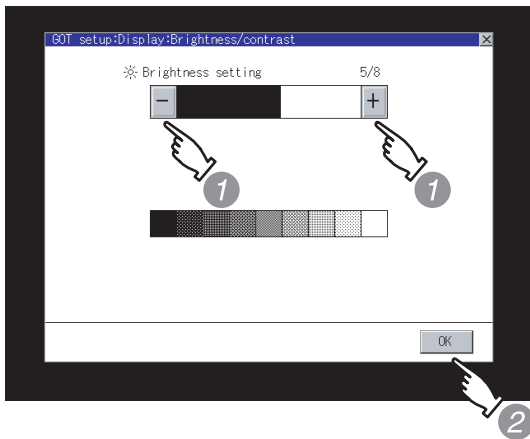 GOT setup:Display:Brightness/contrast ×
Brightness setting 5/8
− +
1 1
OK
2